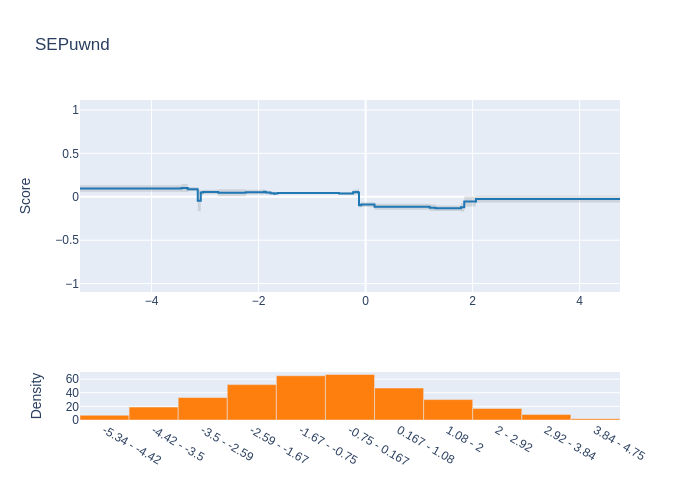 SEPuwnd
1
0.5
0
−0.5
−1
Score
−4
−2
0
2
4
60
40
20
0
Density
-5.34 - -4.42
-4.42 - -3.5
-3.5 - -2.59
-2.59 - -1.67
-1.67 - -0.75
-0.75 - 0.167
0.167 - 1.08
1.08 - 2
2 - 2.92
2.92 - 3.84
3.84 - 4.75